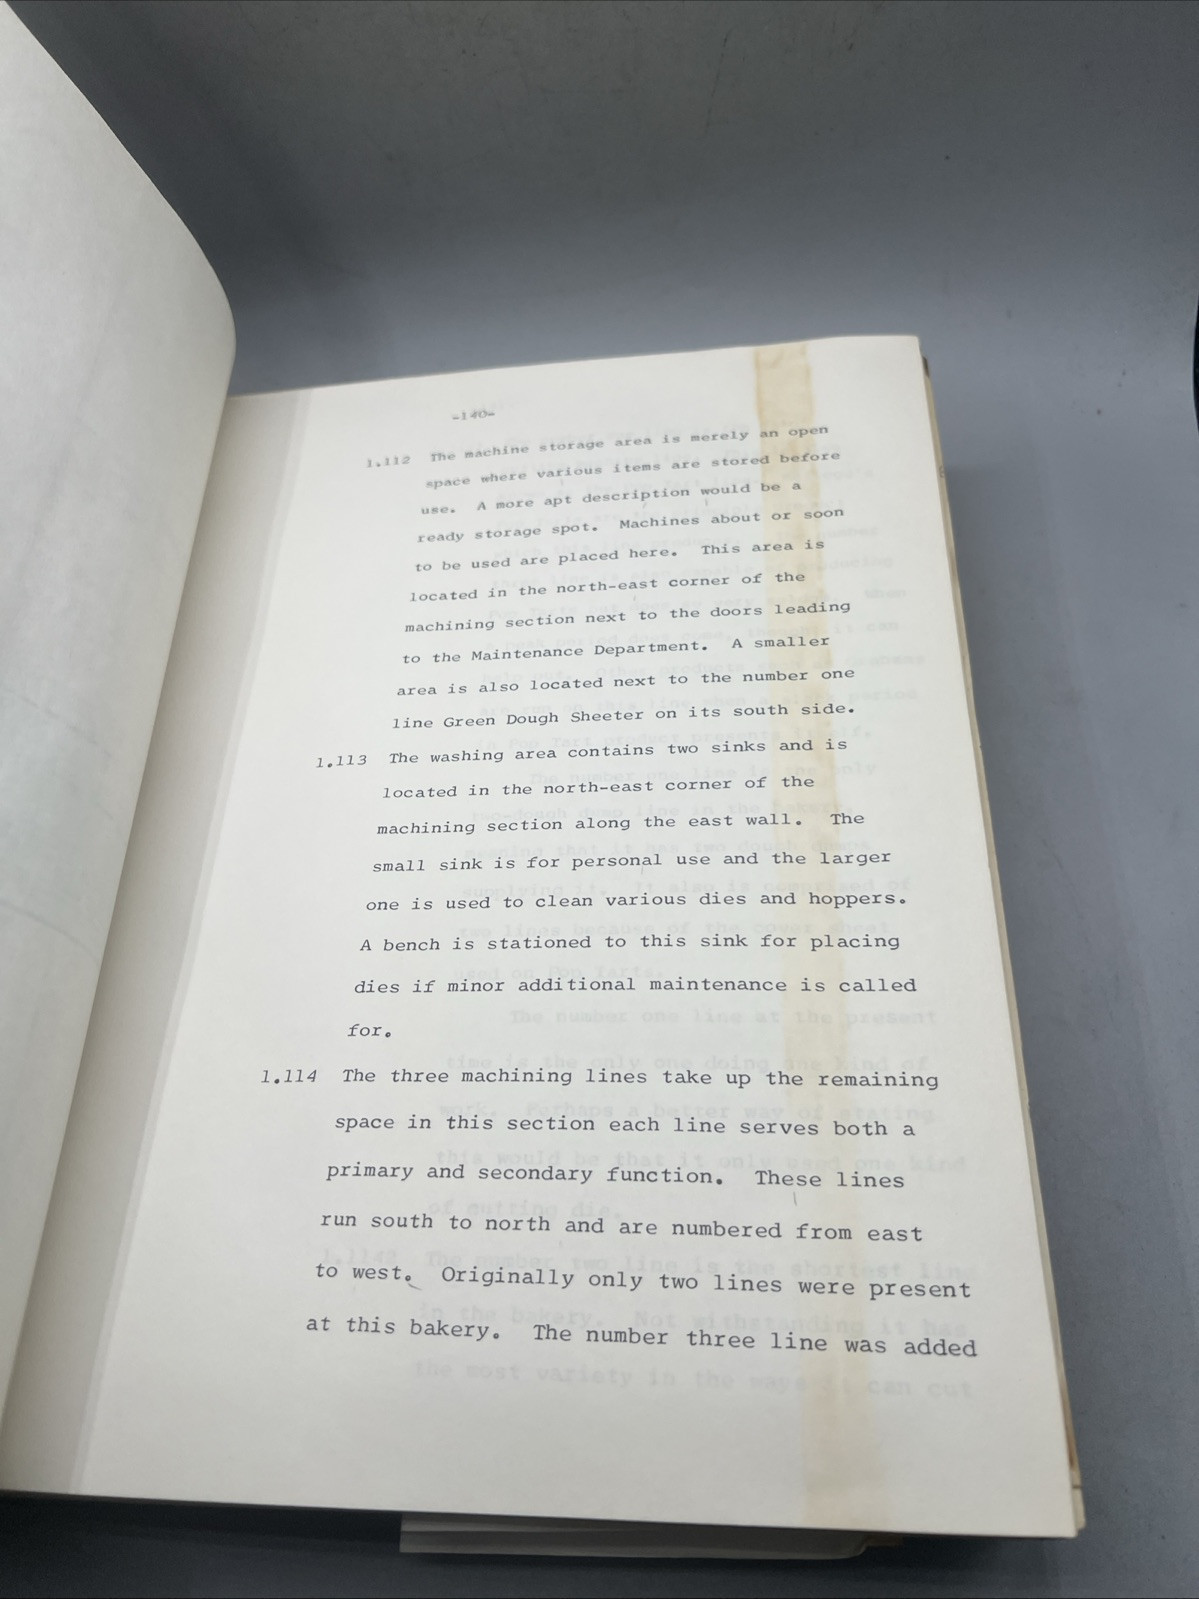 -140-
1.112 The machine storage area is merely an open
space where various items are stored before
use. A more apt description would be a
ready storage spot. Machines about or soon
to be used are placed here. This area is
located in the north-east corner of the
machining section next to the doors leading
to the Maintenance Department. A smaller
area is also located next to the number one
line Green Dough Sheeter on its south side.
1.113 The washing area contains two sinks and is
located in the north-east corner of the
machining section along the east wall. The
small sink is for personal use and the larger
one is used to clean various dies and hoppers.
A bench is stationed to this sink for placing
dies if minor additional maintenance is called
for.
1.114 The three machining lines take up the remaining
space in this section each line serves both a
primary and secondary function. These lines
run south to north and are numbered from east
to west. Originally only two lines were present
at this bakery. The number three line was added